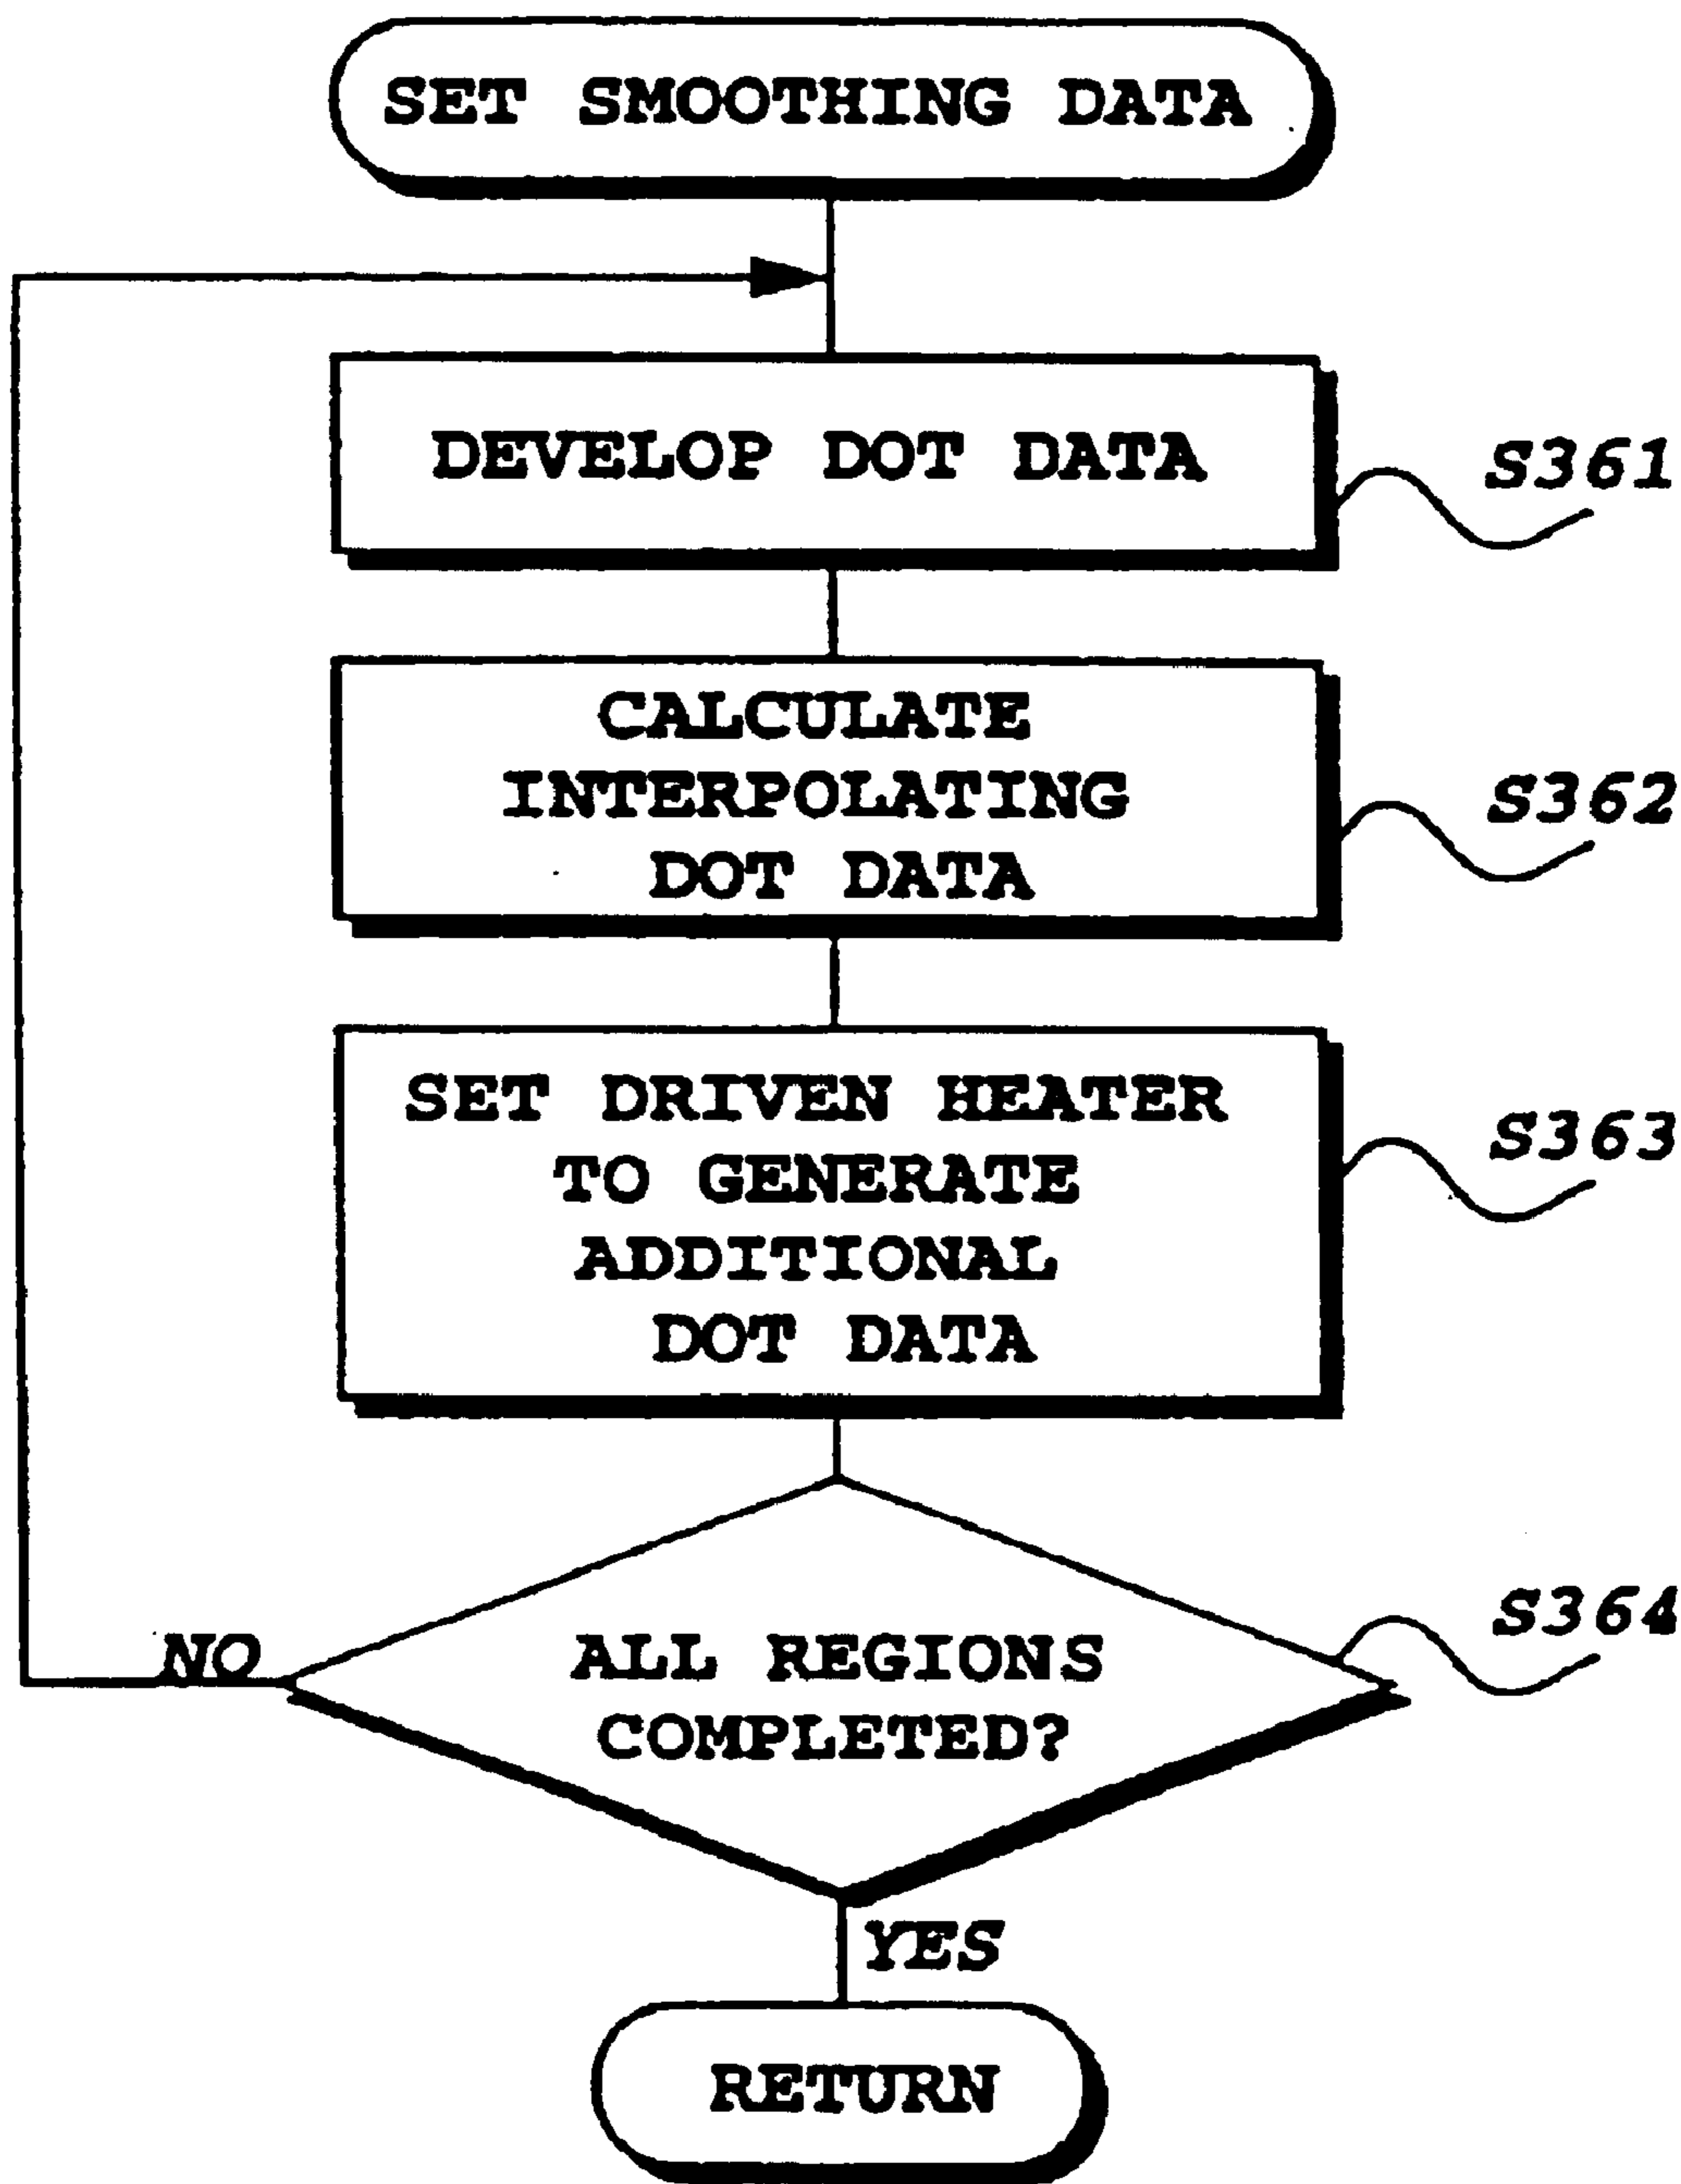 SET SMOOTHING DATA
DEVELOP DOT DATA
S361
CALCULATE
INTERPOLATING
DOT DATA
S362
SET DRIVEN HEATER
TO GENERATE
ADDITIONAL
DOT DATA
S363
ALL REGIONS
COMPLETED?
S364
NO
YES
RETURN